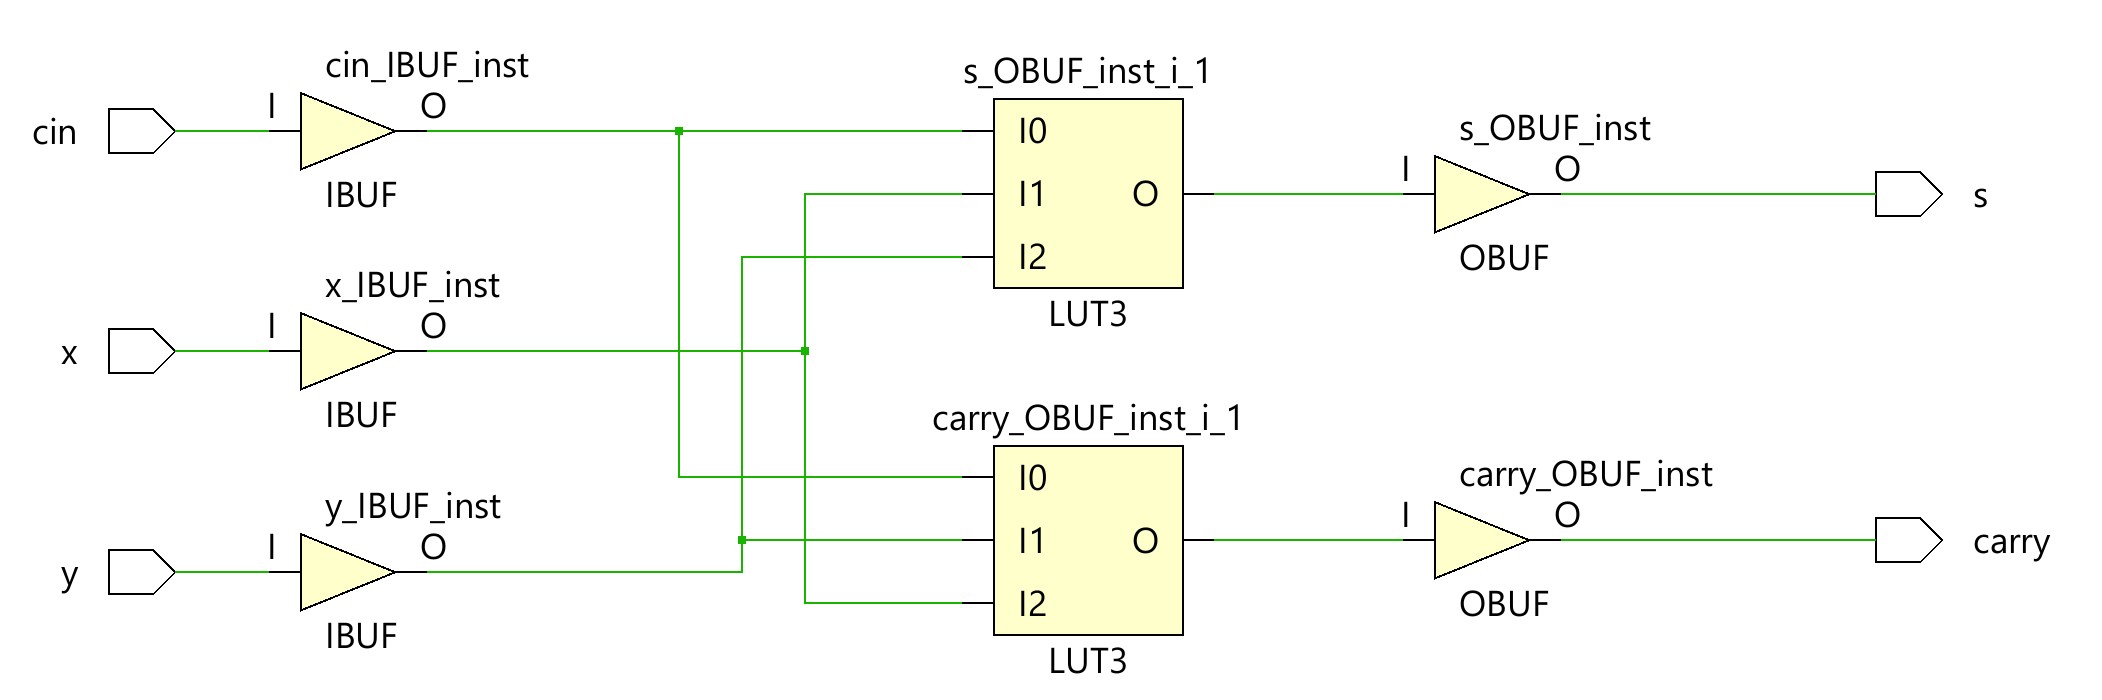 cin_IBUF_inst
I
O
cin
IBUF
x_IBUF_inst
I
O
x
IBUF
y_IBUF_inst
I
O
y
IBUF
s_OBUF_inst_i_1
I0
I1
O
I2
LUT3
carry_OBUF_inst_i_1
I0
I1
O
I2
LUT3
s_OBUF_inst
I
O
s
OBUF
carry_OBUF_inst
I
O
carry
OBUF